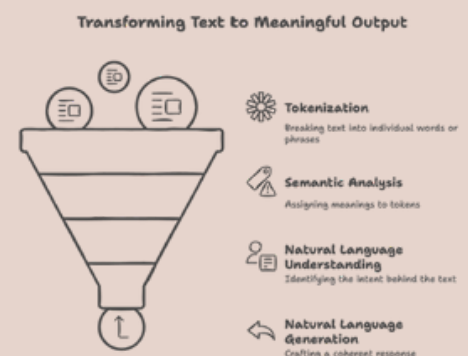 Transforming Text to Meaningful Output
Tokenization
Breaking text into individual words or
phrases
Semantic Analysis
Assigning meanings to tokens
Natural Language
Understanding
Identifying the intent behind the text
Natural Language
Generation
Crafting a coherent response